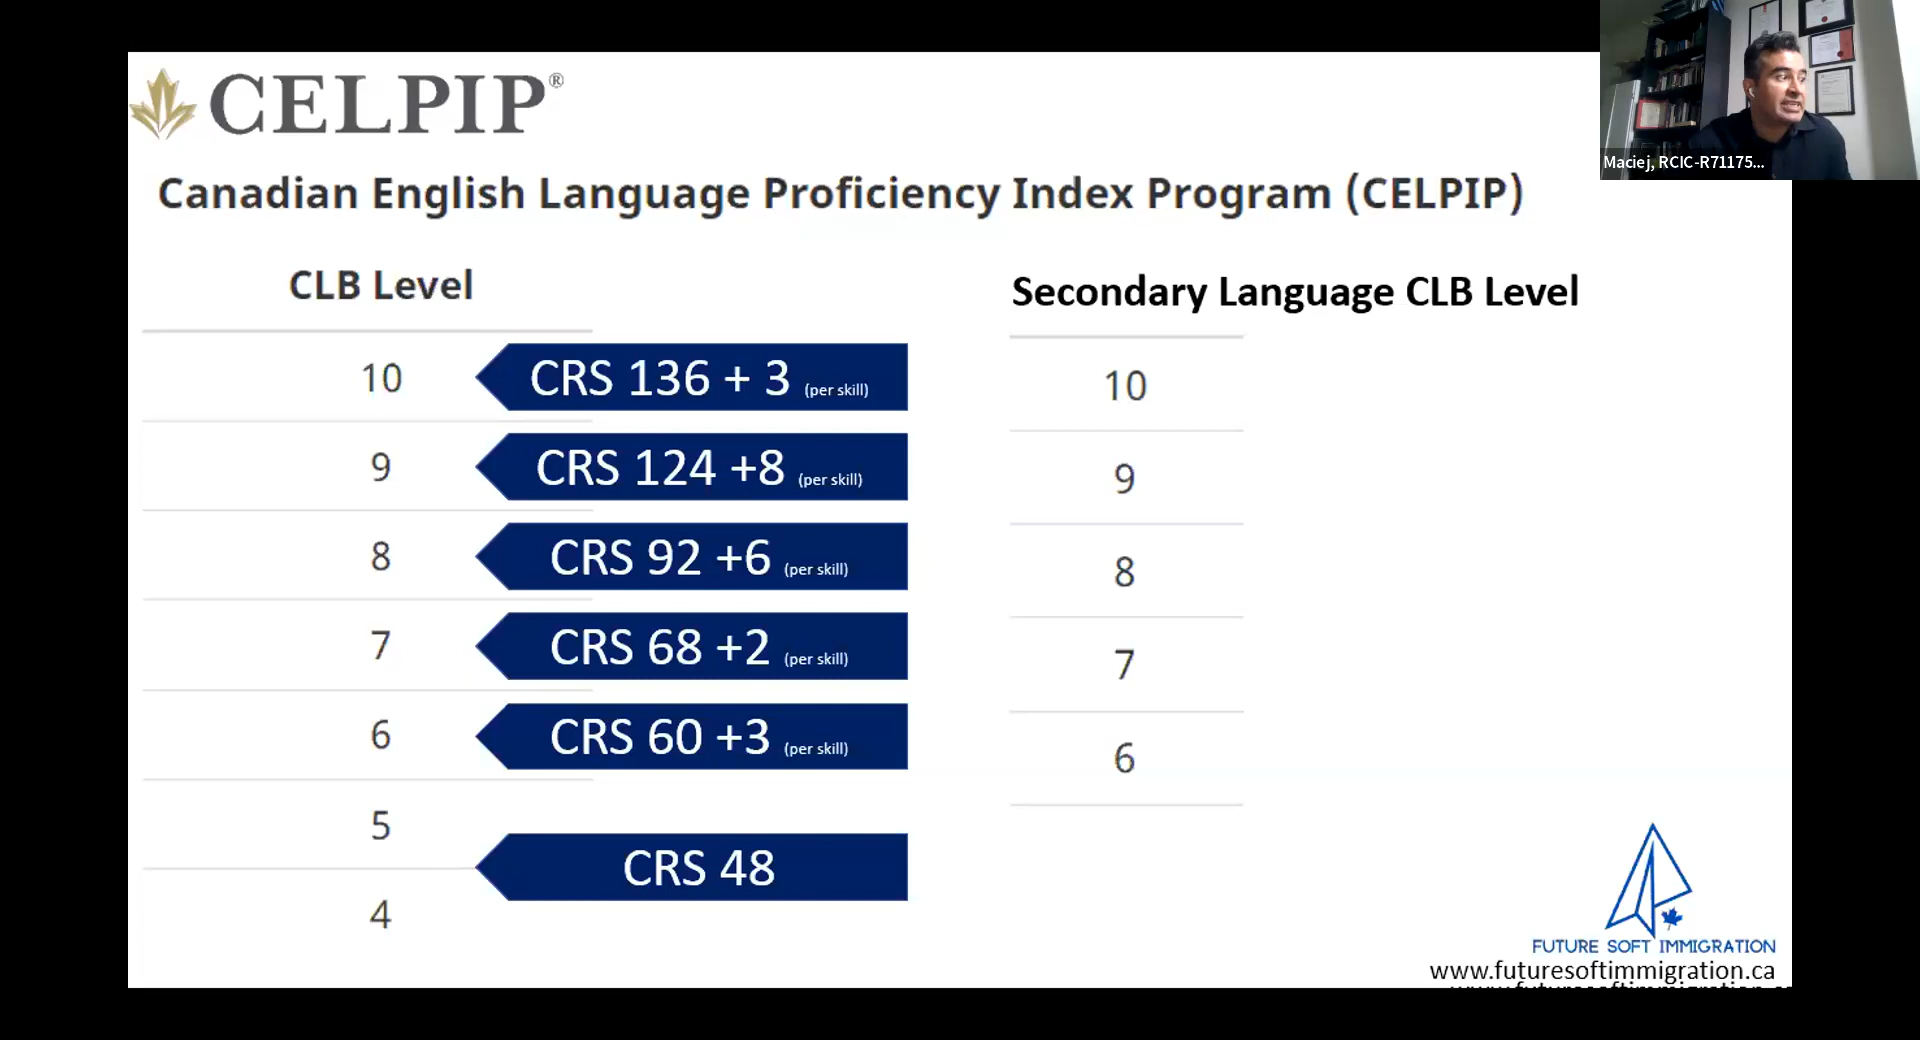 CELPIP®
Maciej, RCIC-R71175...
Canadian English Language Proficiency Index Program (CELPIP)
CLB Level
10
CRS 136 + 3 (per skill)
9
CRS 124 +8 (per skill)
8
CRS 92 +6 (per skill)
7
CRS 68 +2 (per skill)
6
CRS 60 +3 (per skill)
5
CRS 48
4
Secondary Language CLB Level
10
9
8
7
6
FUTURE SOFT IMMIGRATION
www.futuresoftimmigration.ca